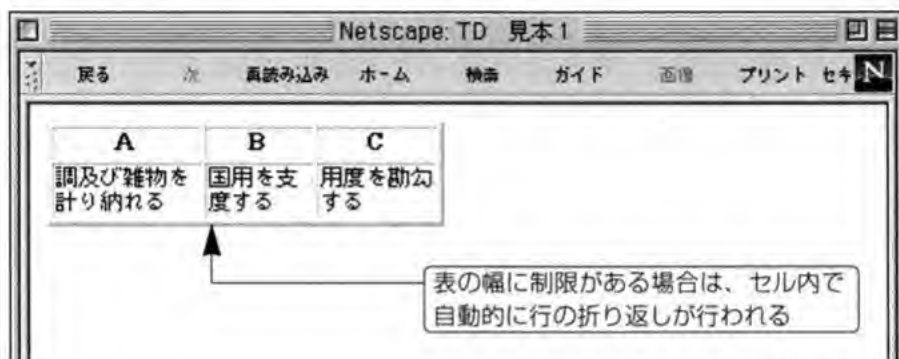 Netscape: TD 見本1
戻る 次 再読み込み ホーム 検索 ガイド 画像 プリント セキ N
A B C
調及び雑物を 国用を支 用度を勘勾
計り納れる 度する する
表の幅に制限がある場合は、セル内で
自動的に行の折り返しが行われる